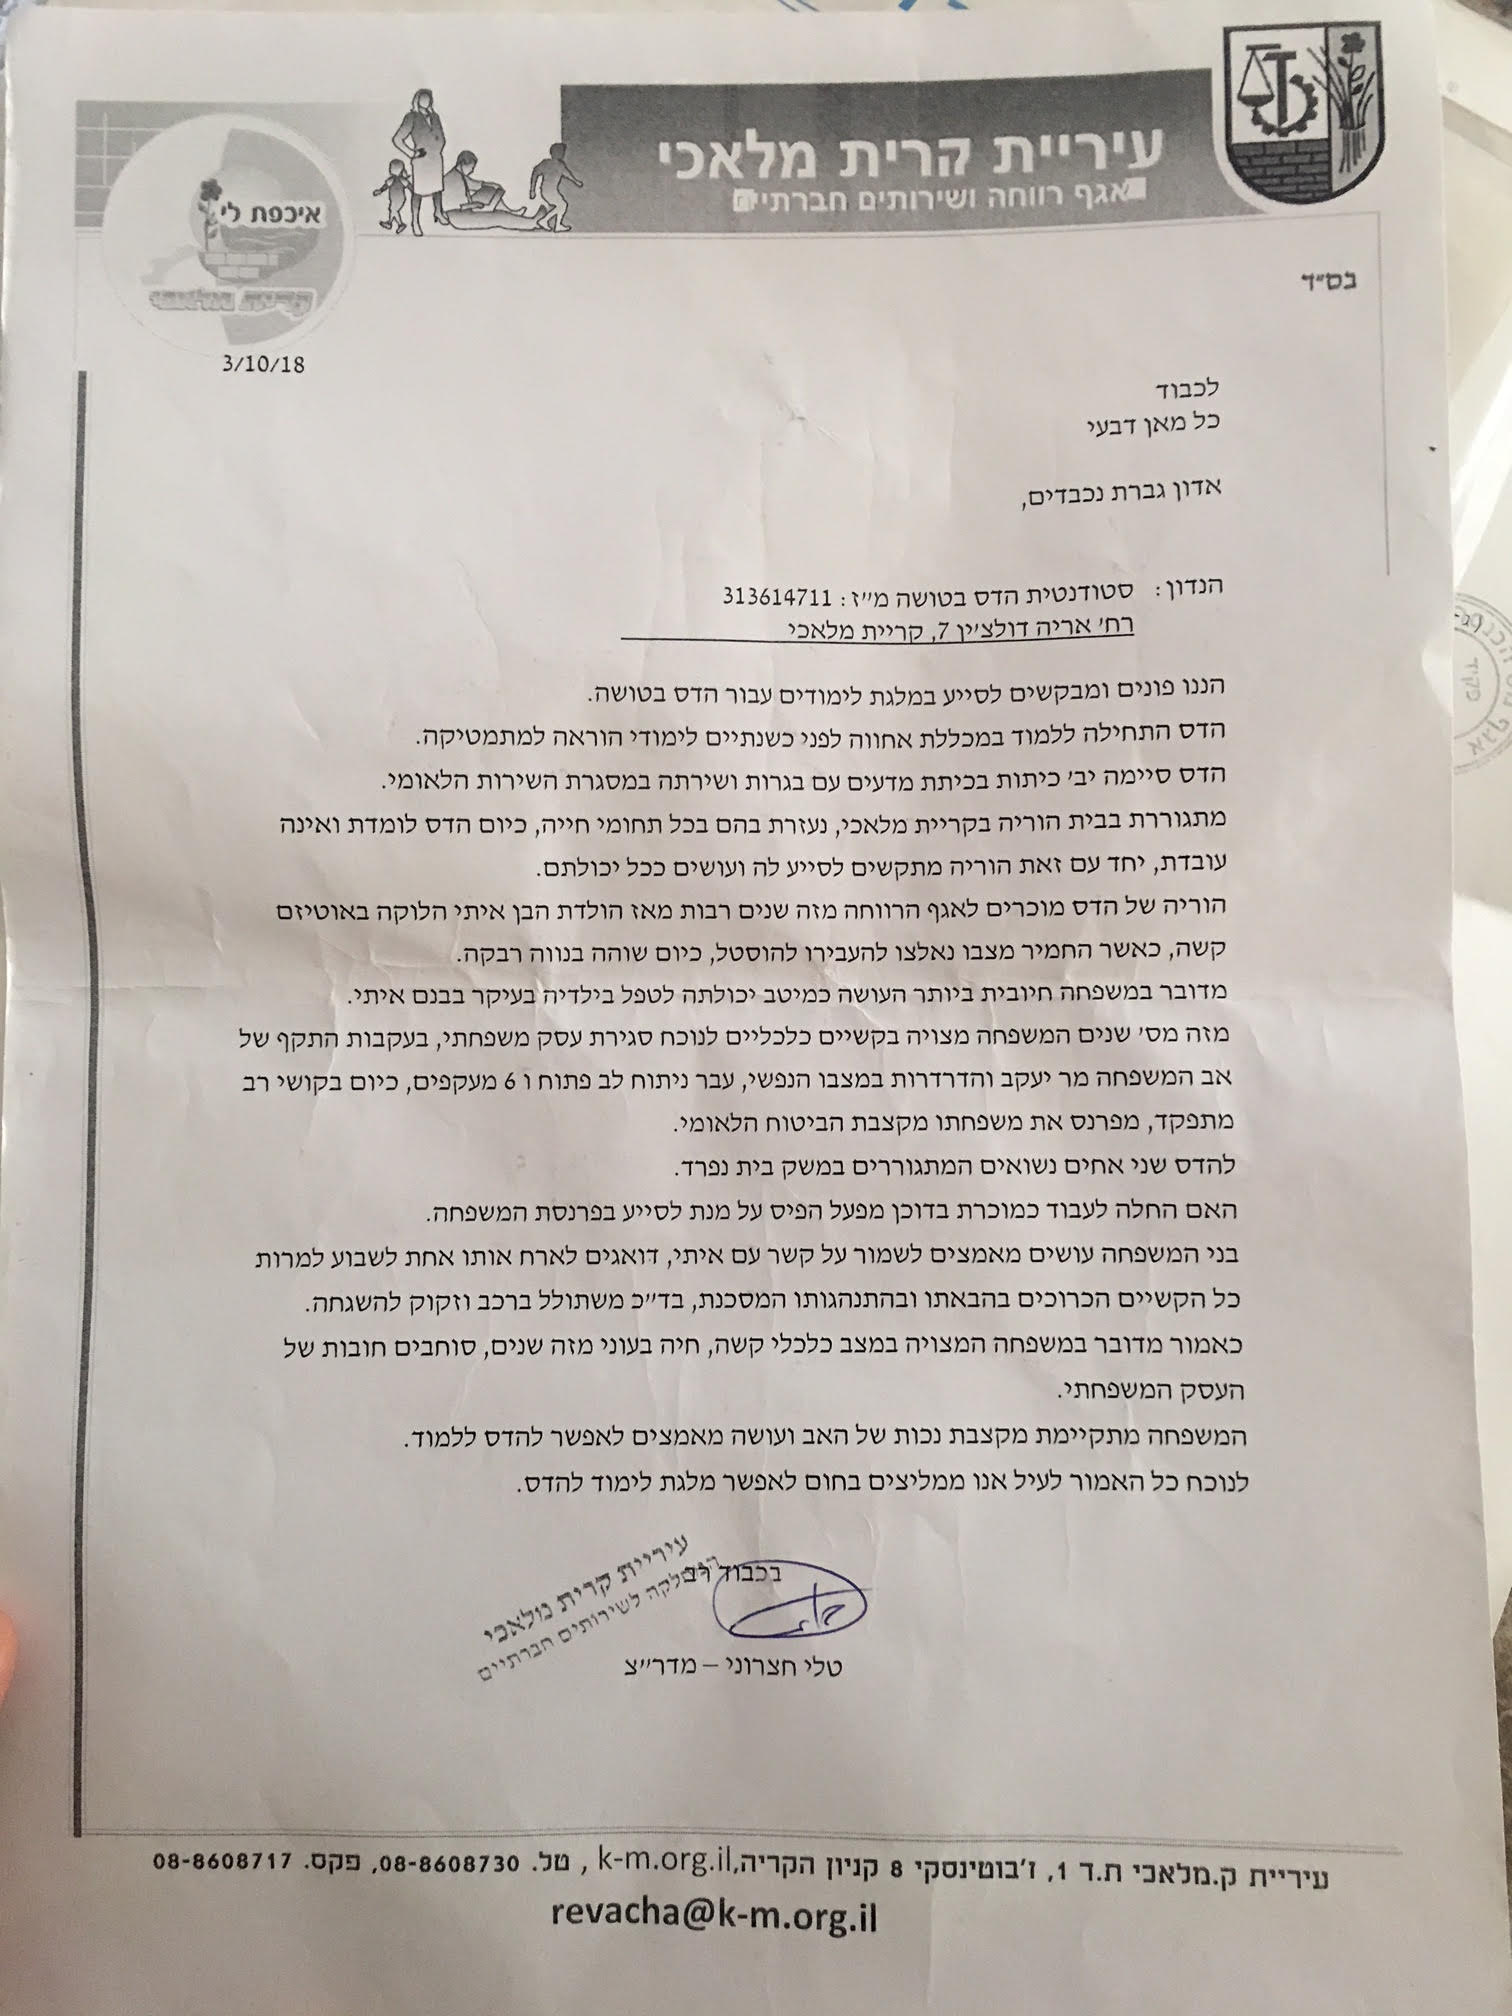 עיריית קרית מלאכי
אגף רווחה ושירותים חברתיים
איכפת לי
קרית מלאכי
בס״ד
3/10/18
לכבוד
כל מאן דבעי
אדון גברת נכבדים,
הנדון: סטודנטית הדס בטושה מ״ז: 313614711
רח׳ אריה דולצ׳ין 7, קריית מלאכי
הננו פונים ומבקשים לסייע במלגת לימודים עבור הדס בטושה.
הדס התחילה ללמוד במכללת אחווה לפני כשנתיים לימודי הוראה למתמטיקה.
הדס סיימה יב׳ כיתות בכיתת מדעים עם בגרות ושירתה במסגרת השירות הלאומי.
מתגוררת בבית הוריה בקריית מלאכי, נעזרת בהם בכל תחומי חייה, כיום הדס לומדת ואינה
עובדת, יחד עם זאת הוריה מתקשים לסייע לה ועושים ככל יכולתם.
הוריה של הדס מוכרים לאגף הרווחה מזה שנים רבות מאז הולדת הבן איתי הלוקה באוטיזם
קשה, כאשר החמיר מצבו נאלצו להעבירו להוסטל, כיום שוהה בנווה רבקה.
מדובר במשפחה חיובית ביותר העושה כמיטב יכולתה לטפל בילדיה בעיקר בבנם איתי.
מזה מס׳ שנים המשפחה מצויה בקשיים כלכליים לנוכח סגירת עסק משפחתי, בעקבות התקף של
אב המשפחה מר יעקב והדרדרות במצבו הנפשי, עבר ניתוח לב פתוח ו 6 מעקפים, כיום בקושי רב
מתפקד, מפרנס את משפחתו מקצבת הביטוח הלאומי.
להדס שני אחים נשואים המתגוררים במשק בית נפרד.
האם החלה לעבוד כמוכרת בדוכן מפעל הפיס על מנת לסייע בפרנסת המשפחה.
בני המשפחה עושים מאמצים לשמור על קשר עם איתי, דואגים לארח אותו אחת לשבוע למרות
כל הקשיים הכרוכים בהבאתו ובהתנהגותו המסכנת, בד״כ משתולל ברכב וזקוק להשגחה.
כאמור מדובר במשפחה המצויה במצב כלכלי קשה, חיה בעוני מזה שנים, סוחבים חובות של
העסק המשפחתי.
המשפחה מתקיימת מקצבת נכות של האב ועושה מאמצים לאפשר להדס ללמוד.
לנוכח כל האמור לעיל אנו ממליצים בחום לאפשר מלגת לימוד להדס.
בכבוד רב
עיריית קרית מלאכי
המחלקה לשירותים חברתיים
טלי חצרוני – מדר״צ
עיריית ק.מלאכי ת.ד 1, ז'בוטינסקי 8 קניון הקריה,k-m.org.il , טל. 08-8608730, פקס. 08-8608717
revacha@k-m.org.il